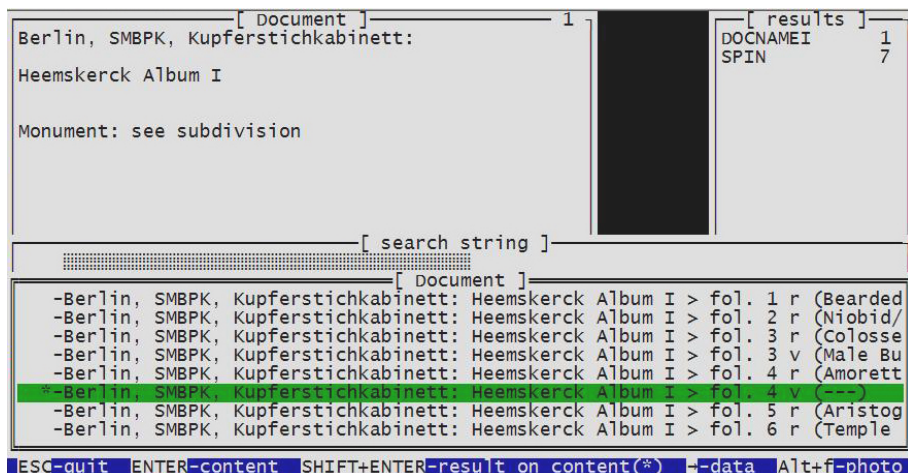 [ Document ] 1
Berlin, SMBPK, Kupferstichkabinett:
Heemskerck Album I
Monument: see subdivision
[ results ]
DOCNAMEI 1
SPIN 7
[ search string ]
[ Document ]
-Berlin, SMBPK, Kupferstichkabinett: Heemskerck Album I > fol. 1 r (Bearded
-Berlin, SMBPK, Kupferstichkabinett: Heemskerck Album I > fol. 2 r (Niobid/
-Berlin, SMBPK, Kupferstichkabinett: Heemskerck Album I > fol. 3 r (Colosse
-Berlin, SMBPK, Kupferstichkabinett: Heemskerck Album I > fol. 3 v (Male Bu
-Berlin, SMBPK, Kupferstichkabinett: Heemskerck Album I > fol. 4 r (Amorett
*-Berlin, SMBPK, Kupferstichkabinett: Heemskerck Album I > fol. 4 v (---)
-Berlin, SMBPK, Kupferstichkabinett: Heemskerck Album I > fol. 5 r (Aristog
-Berlin, SMBPK, Kupferstichkabinett: Heemskerck Album I > fol. 6 r (Temple
ESC-quit ENTER-content SHIFT+ENTER-result on content(*) →-data Alt+f-photo